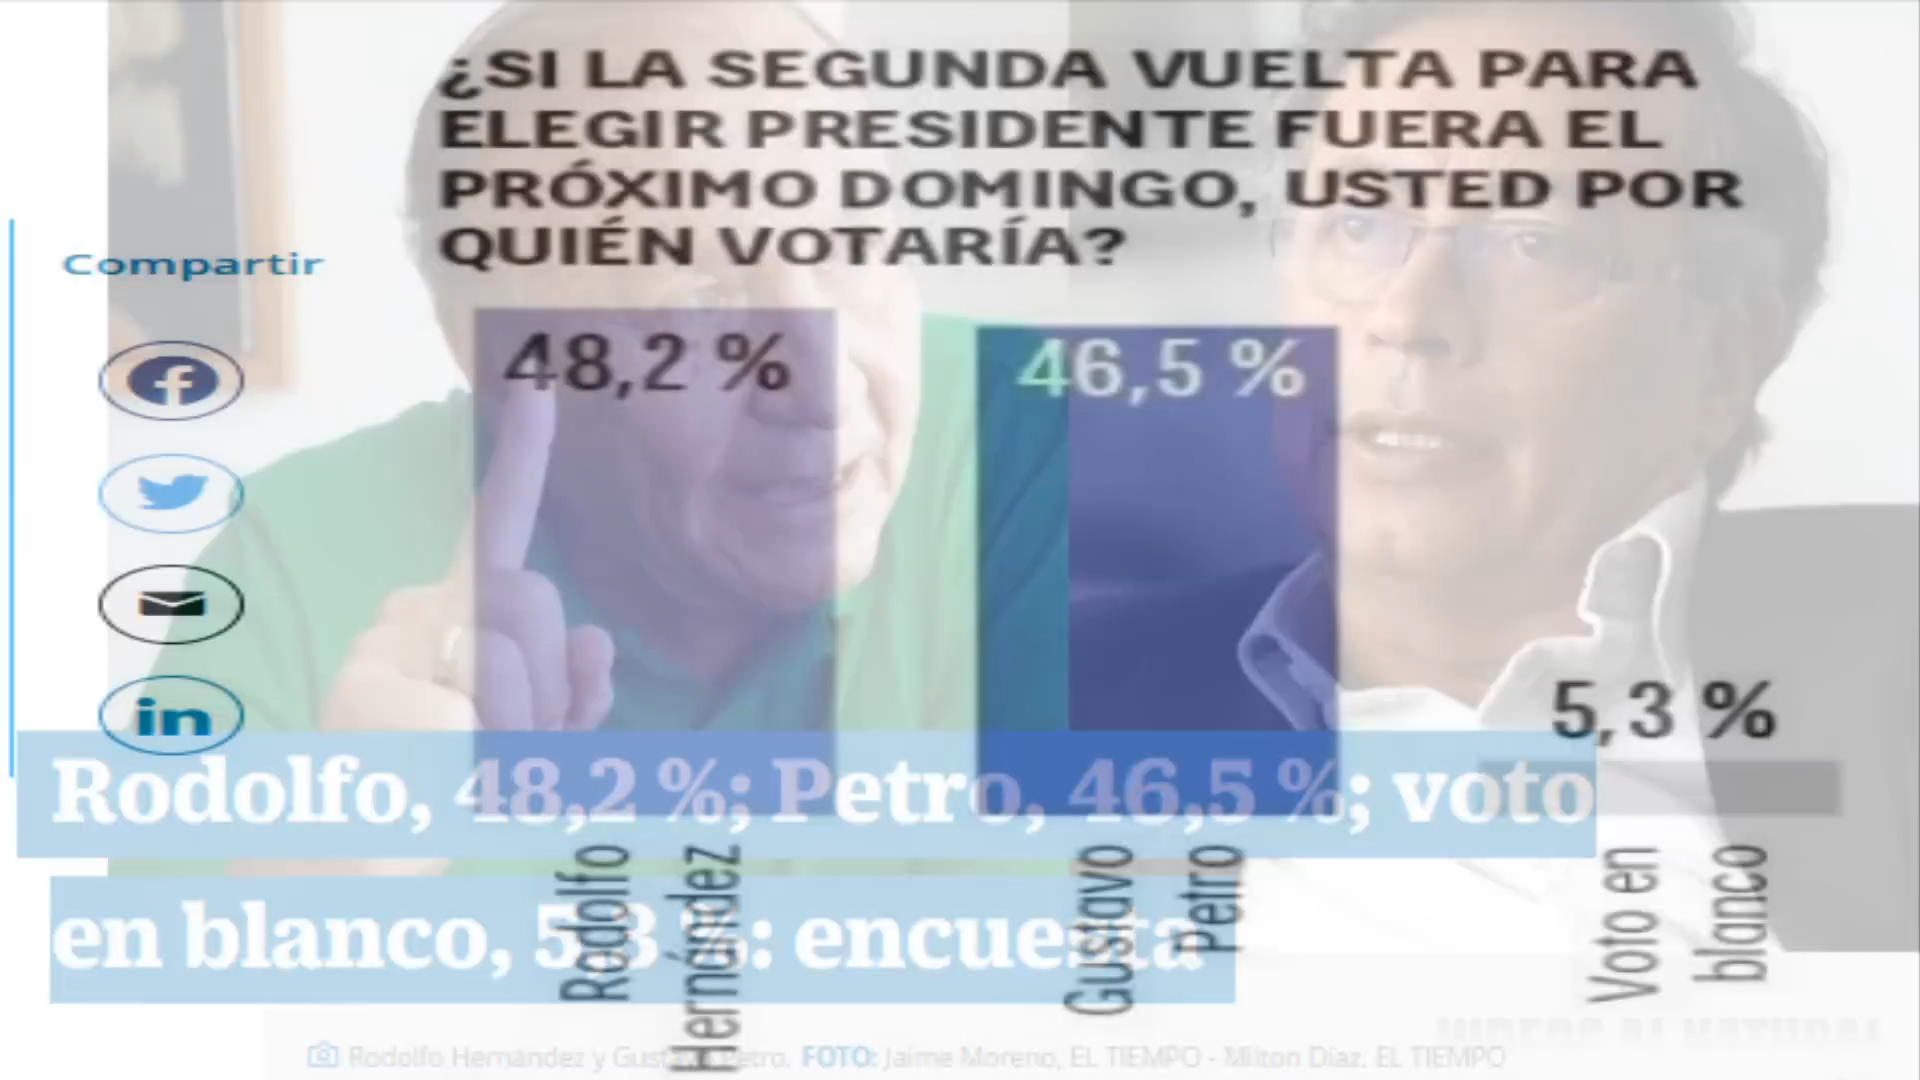 ¿SI LA SEGUNDA VUELTA PARA
ELEGIR PRESIDENTE FUERA EL
PRÓXIMO DOMINGO, USTED POR
QUIÉN VOTARÍA?
Compartir
48,2 %
46,5 %
5,3 %
in
Rodolfo, 48,2 %; Petro, 46,5 %; voto
en blanco, 5,3 %: encuesta
Rodolfo
Hernández
Gustavo
Petro
Voto en
blanco
Rodolfo Hernández y Gustavo Petro. FOTO: Jaime Moreno, EL TIEMPO - Milton Díaz. EL TIEMPO